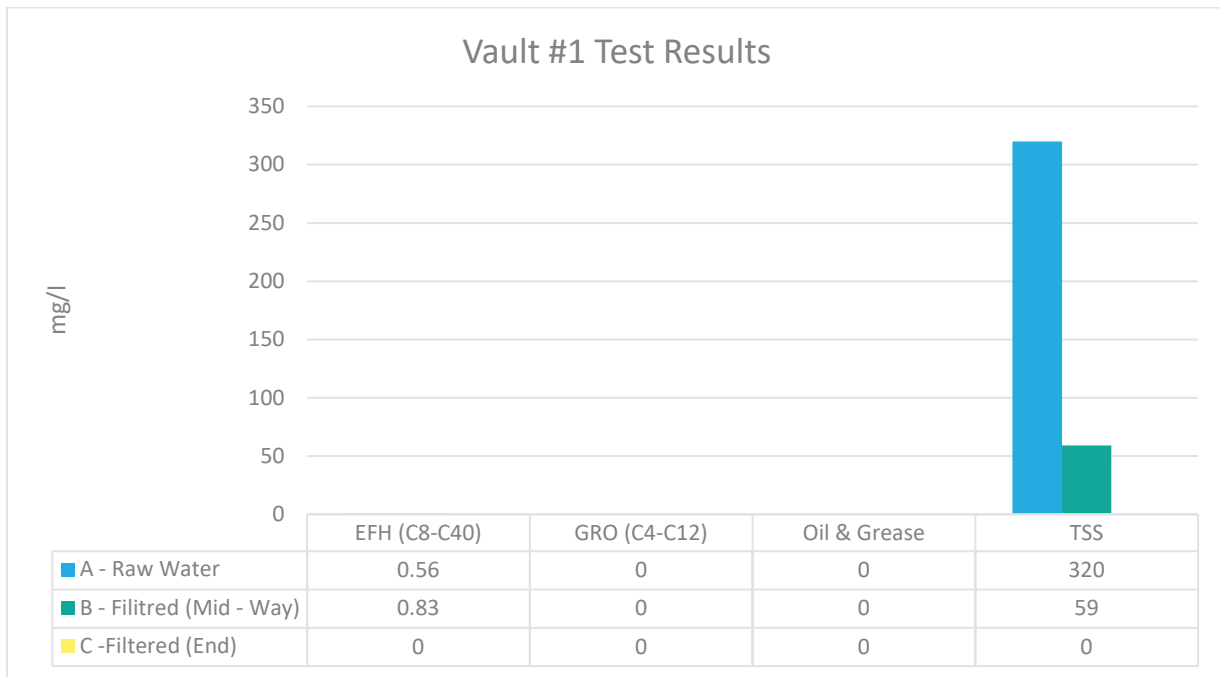 Vault #1 Test Results
350
300
250
200
150
100
50
0
mg/l
EFH (C8-C40) GRO (C4-C12) Oil & Grease TSS
A - Raw Water 0.56 0 0 320
B - Filitred (Mid - Way) 0.83 0 0 59
C -Filtered (End) 0 0 0 0